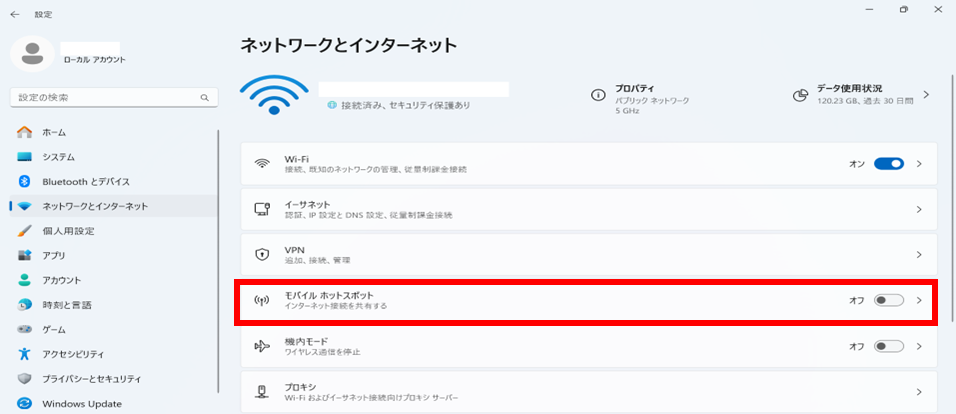 設定
ローカル アカウント
設定の検索
ホーム
システム
Bluetooth とデバイス
ネットワークとインターネット
個人用設定
アプリ
アカウント
時刻と言語
ゲーム
アクセシビリティ
プライバシーとセキュリティ
Windows Update
ネットワークとインターネット
接続済み、セキュリティ保護あり
プロパティ
パブリック ネットワーク
5 GHz
データ使用状況
120.23 GB、過去 30 日間
Wi-Fi
接続、既知のネットワークの管理、従量制課金接続
オン
イーサネット
認証、IP 設定と DNS 設定、従量制課金接続
VPN
追加、接続、管理
モバイル ホットスポット
インターネット接続を共有する
オフ
機内モード
ワイヤレス通信を停止
オフ
プロキシ
Wi-Fi およびイーサネット接続向けプロキシ サーバー